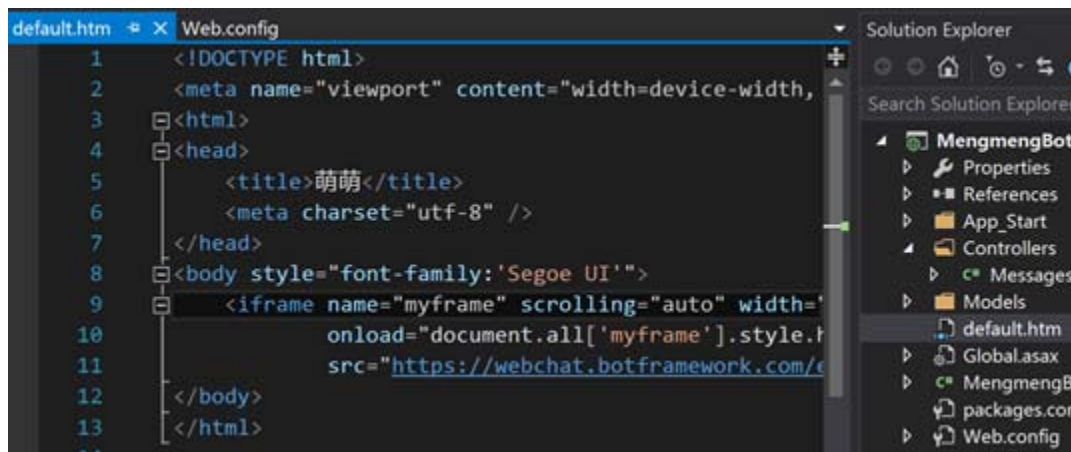 default.htm
Web.config
1 <!DOCTYPE html>
2 <meta name="viewport" content="width=device-width,
3 <html>
4 <head>
5 <title>萌萌</title>
6 <meta charset="utf-8" />
7 </head>
8 <body style="font-family:'Segoe UI'">
9 <iframe name="myframe" scrolling="auto" width="
10 onload="document.all['myframe'].style.h
11 src="https://webchat.botframework.com/e
12 </body>
13 </html>
Solution Explorer
Search Solution Explorer
MengmengBot
Properties
References
App_Start
Controllers
C# Messages
Models
default.htm
Global.asax
C# MengmengB
packages.con
Web.config